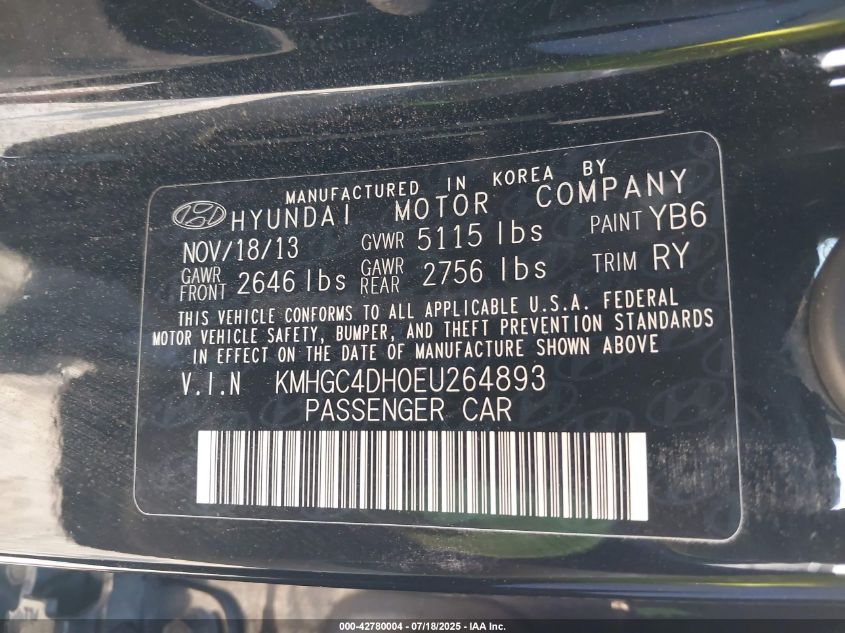 MANUFACTURED IN KOREA BY
HYUNDAI MOTOR COMPANY
NOV/18/13 GVWR 5115 lbs PAINT YB6
GAWR FRONT 2646 lbs GAWR REAR 2756 lbs TRIM RY
THIS VEHICLE CONFORMS TO ALL APPLICABLE U.S.A. FEDERAL
MOTOR VEHICLE SAFETY, BUMPER, AND THEFT PREVENTION STANDARDS
IN EFFECT ON THE DATE OF MANUFACTURE SHOWN ABOVE
V.I.N KMHGC4DH0EU264893
PASSENGER CAR
000-42780004 - 07/18/2025 - IAA Inc.